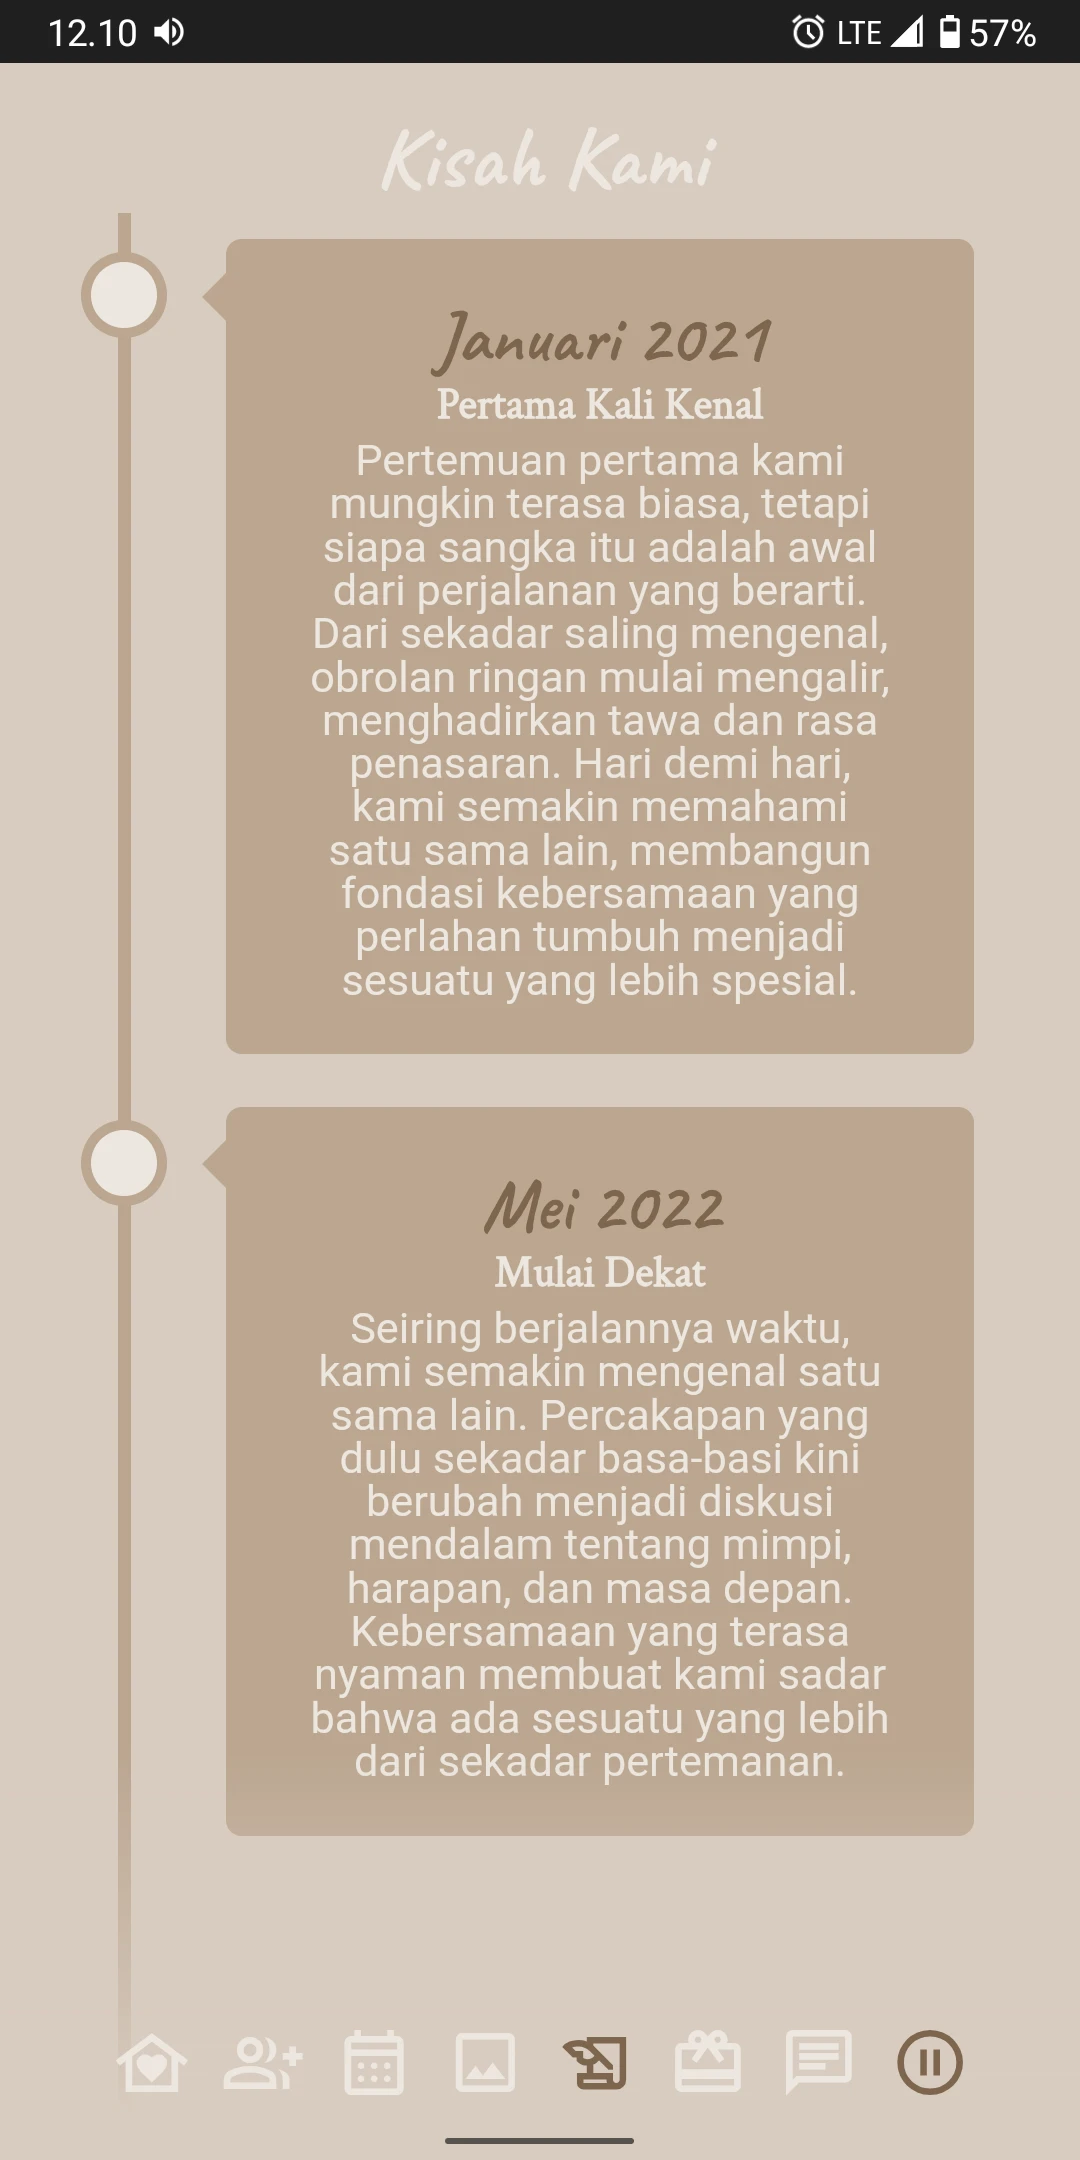 12.10
LTE
57%
Kisah Kami
Januari 2021
Pertama Kali Kenal
Pertemuan pertama kami
mungkin terasa biasa, tetapi
siapa sangka itu adalah awal
dari perjalanan yang berarti.
Dari sekadar saling mengenal,
obrolan ringan mulai mengalir,
menghadirkan tawa dan rasa
penasaran. Hari demi hari,
kami semakin memahami
satu sama lain, membangun
fondasi kebersamaan yang
perlahan tumbuh menjadi
sesuatu yang lebih spesial.
Mei 2022
Mulai Dekat
Seiring berjalannya waktu,
kami semakin mengenal satu
sama lain. Percakapan yang
dulu sekadar basa-basi kini
berubah menjadi diskusi
mendalam tentang mimpi,
harapan, dan masa depan.
Kebersamaan yang terasa
nyaman membuat kami sadar
bahwa ada sesuatu yang lebih
dari sekadar pertemanan.